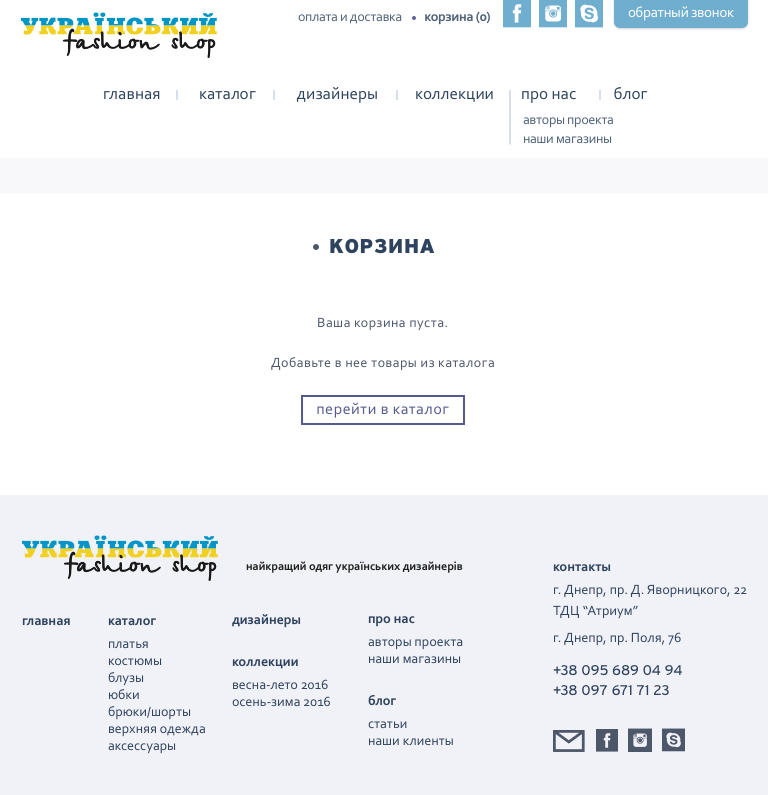 УКРАЇНСЬКИЙ
fashion shop
оплата и доставка • корзина (0)
обратный звонок
главная | каталог | дизайнеры | коллекции | про нас | блог
авторы проекта
наши магазины
• КОРЗИНА
Ваша корзина пуста.
Добавьте в нее товары из каталога
перейти в каталог
УКРАЇНСЬКИЙ
fashion shop
найкращий одяг українських дизайнерів
главная
каталог
платья
костюмы
блузы
юбки
брюки/шорты
верхняя одежда
аксессуары
дизайнеры
коллекции
весна-лето 2016
осень-зима 2016
про нас
авторы проекта
наши магазины
блог
статьи
наши клиенты
контакты
г. Днепр, пр. Д. Яворницкого, 22
ТДЦ “Атриум”
г. Днепр, пр. Поля, 76
+38 095 689 04 94
+38 097 671 71 23